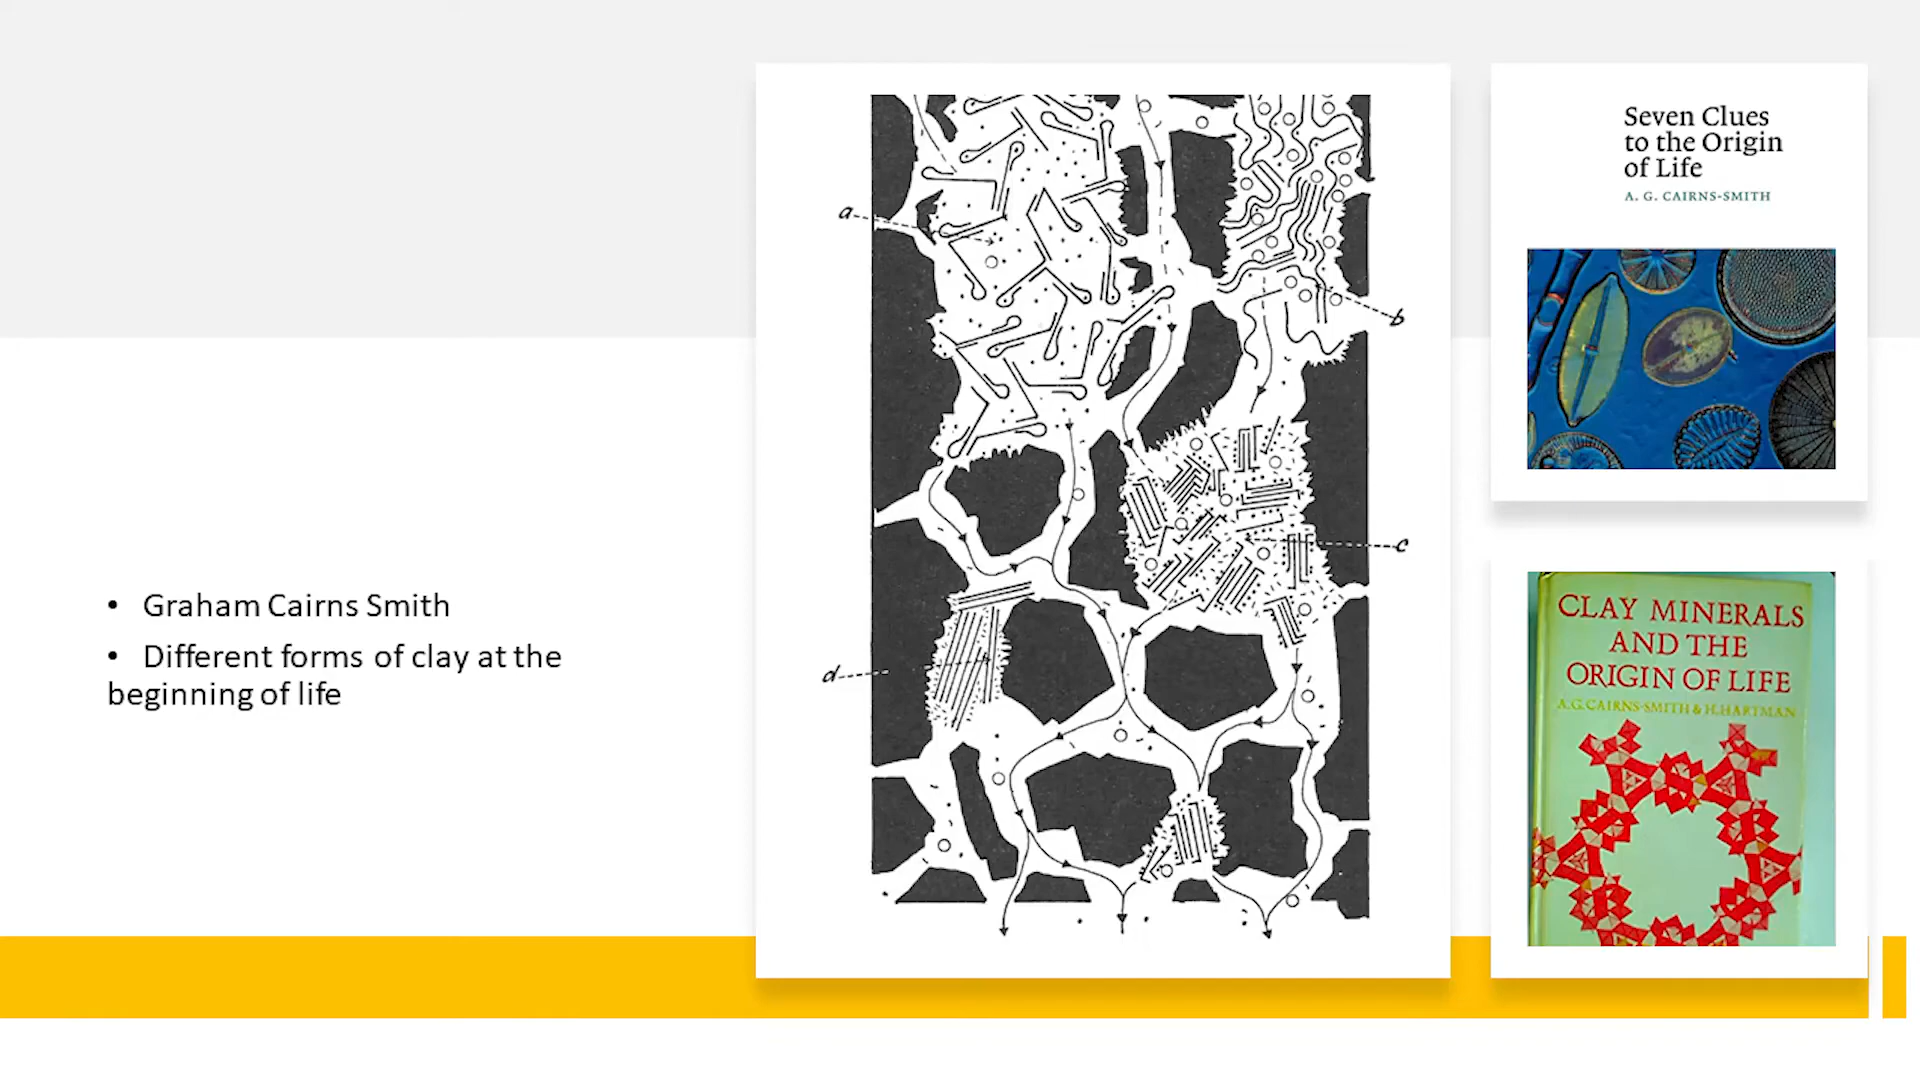 • Graham Cairns Smith
• Different forms of clay at the
beginning of life
a
b
c
d
Seven Clues
to the Origin
of Life
A. G. CAIRNS-SMITH
CLAY MINERALS
AND THE
ORIGIN OF LIFE
A.G.CAIRNS-SMITH & H.HARTMAN